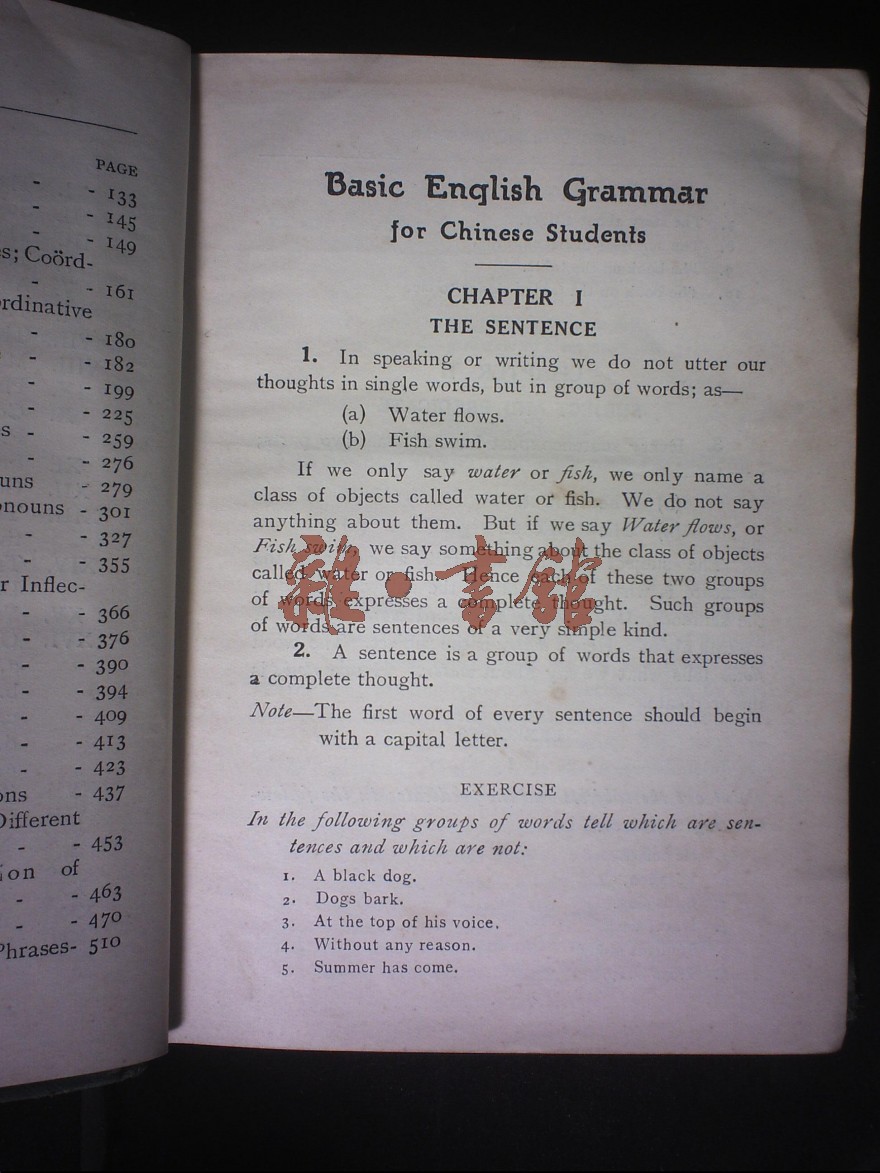 PAGE
- - 133
- - 145
- - 149
s; Coörd-
- - 161
rdinative
- - 180
- - 182
- - 199
- - 225
s - - 259
- - 276
uns - 279
nouns - 301
- - 327
- - 355
r Inflec-
- - 366
- - 376
- - 390
- - 394
- - 409
- - 413
- - 423
ons - 437
Different
- - 453
ion of
- - 463
- - 470
Phrases- 510
Basic English Grammar
for Chinese Students
CHAPTER I
THE SENTENCE
1. In speaking or writing we do not utter our
thoughts in single words, but in group of words; as—
(a) Water flows.
(b) Fish swim.
If we only say water or fish, we only name a
class of objects called water or fish. We do not say
anything about them. But if we say Water flows, or
Fish swim, we say something about the class of objects
called water or fish. Hence each of these two groups
of words expresses a complete thought. Such groups
of words are sentences of a very simple kind.
雜·書館
2. A sentence is a group of words that expresses
a complete thought.
Note—The first word of every sentence should begin
with a capital letter.
EXERCISE
In the following groups of words tell which are sen-
tences and which are not:
1. A black dog.
2. Dogs bark.
3. At the top of his voice.
4. Without any reason.
5. Summer has come.